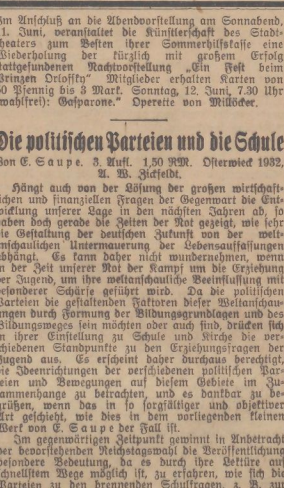 Im Anschluß an die Abendvorstellung am Sonnabend,
1. Juni, veranstaltet die Künstlerschaft des Stadt-
theaters zum Besten ihrer Sommerhilfskasse eine
Wiederholung der kürzlich mit großem Erfolg
stattgefundenen Nachtvorstellung „Ein Fest beim
Prinzen Orlofsky“ Mitglieder erhalten Karten von
50 Pfennig bis 3 Mark. Sonntag, 12. Juni, 7.30 Uhr
(wahlfrei): Gasparone.“ Operette von Millöcker.
Die politischen Parteien und die Schule
Von E. Saupe. 3. Aufl. 1,50 RM. Osterwieck 1932,
A. W. Zickfeldt.
Hängt auch von der Lösung der großen wirtschaft-
lichen und finanziellen Fragen der Gegenwart die Ent-
wicklung unserer Lage in den nächsten Jahren ab, so
haben doch gerade die Zeiten der Not gezeigt, wie sehr
die Gestaltung der deutschen Zukunft von der welt-
anschaulichen Untermauerung der Lebensauffassungen
abhängt. Es kann daher nicht wundernehmen, wenn
in der Zeit unserer Not der Kampf um die Erziehung
der Jugend, um ihre weltanschauliche Beeinflussung mit
besonderer Schärfe geführt wird. Da die politischen
Parteien die gestaltenden Faktoren dieser Weltanschau-
ungen durch Formung der Bildungsgrundlagen und des
Bildungsweges sein möchten oder auch sind, drücken sich
in ihrer Einstellung zu Schule und Kirche die ver-
schiedenen Standpunkte zu den Erziehungsfragen der
Jugend aus. Es erscheint daher durchaus berechtigt,
die Ideenrichtungen der verschiedenen politischen Par-
teien und Bewegungen auf diesem Gebiete im Zu-
sammenhange zu betrachten, und es dankbar zu be-
grüßen, wenn das in so sorgfältiger und objektiver
Art geschieht, wie dies in dem vorliegenden kleinen
Werk von E. Saupe der Fall ist.
Im gegenwärtigen Zeitpunkt gewinnt in Anbetracht
der bevorstehenden Reichstagswahl die Veröffentlichung
besondere Bedeutung, da es durch ihre Lektüre auf
schnellstem Wege möglich ist, zu erfahren, wie sich die
Parteien zu den brennenden Schulfragen, z. B. zur